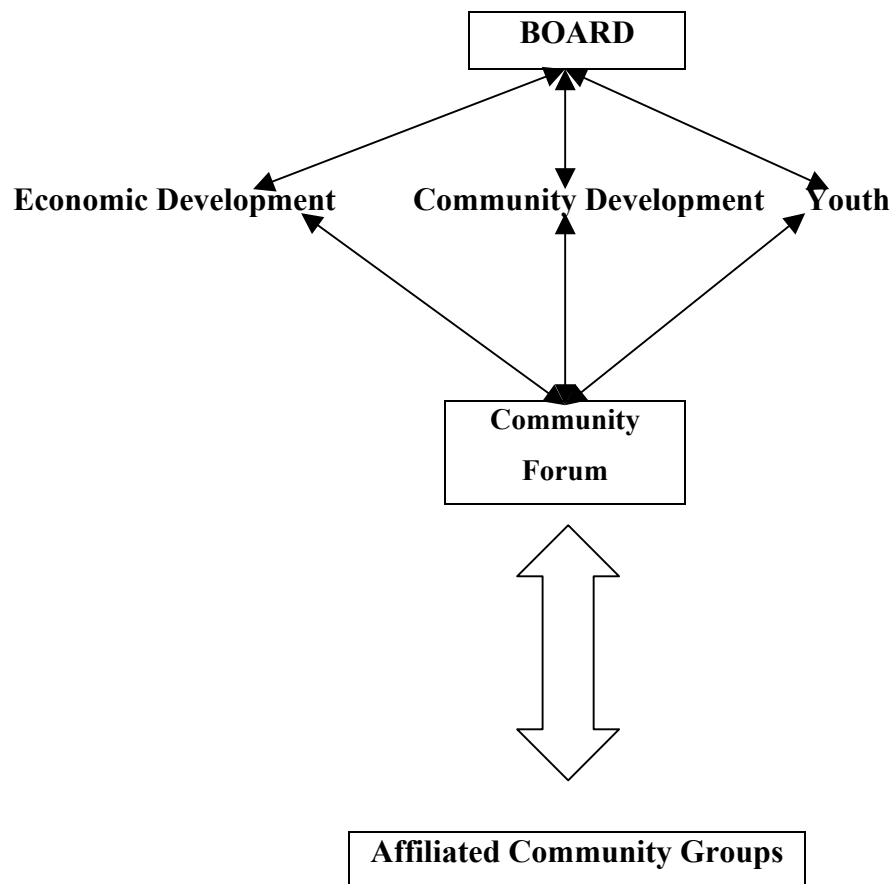 BOARD
Economic Development
Community Development
Youth
Community
Forum
Affiliated Community Groups